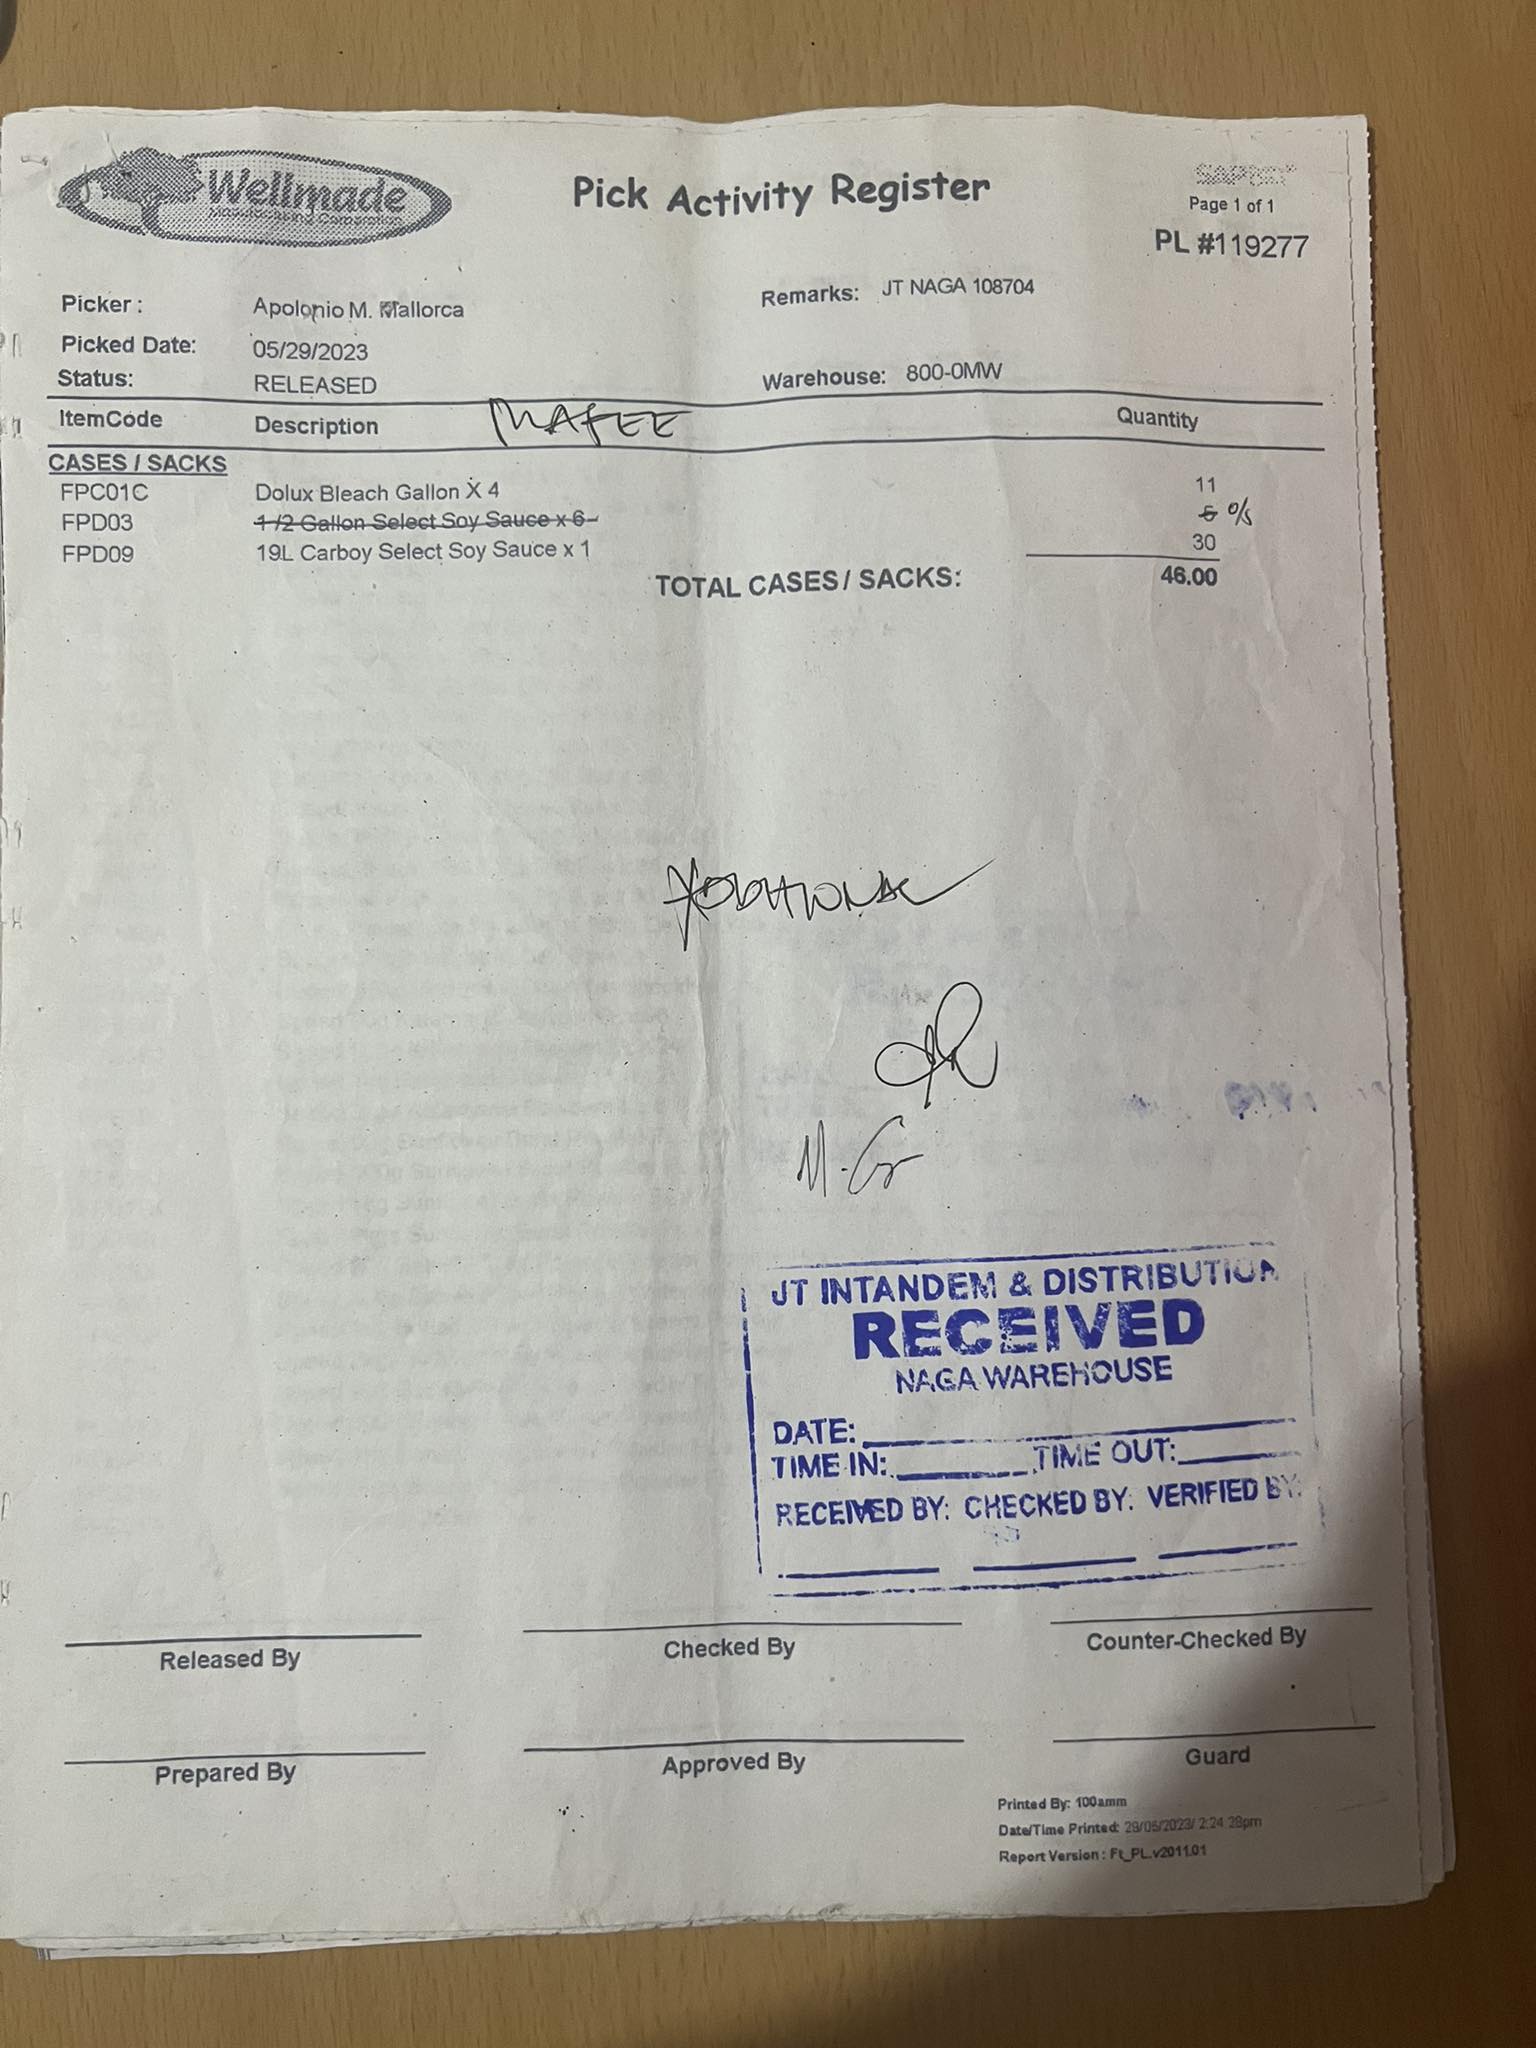 Wellmade
Manufacturing Corporation
Pick Activity Register
Page 1 of 1
PL #119277
Picker : Apolonio M. Mallorca
Remarks: JT NAGA 108704
Picked Date: 05/29/2023
Status: RELEASED
Warehouse: 800-0MW
ItemCode Description MAFEE Quantity
CASES / SACKS
FPC01C Dolux Bleach Gallon X 4 11
FPD03 1 /2 Gallon Select Soy Sauce x 6 5 o/s
FPD09 19L Carboy Select Soy Sauce x 1 30
TOTAL CASES / SACKS: 46.00
ADDITIONAL
JT INTANDEM & DISTRIBUTION
RECEIVED
NAGA WAREHOUSE
DATE:
TIME IN: TIME OUT:
RECEIVED BY: CHECKED BY: VERIFIED BY:
Released By Checked By Counter-Checked By
Prepared By Approved By Guard
Printed By: 100amm
Date/Time Printed: 29/05/2023/ 2:24:28pm
Report Version : Ft_PL.v2011.01